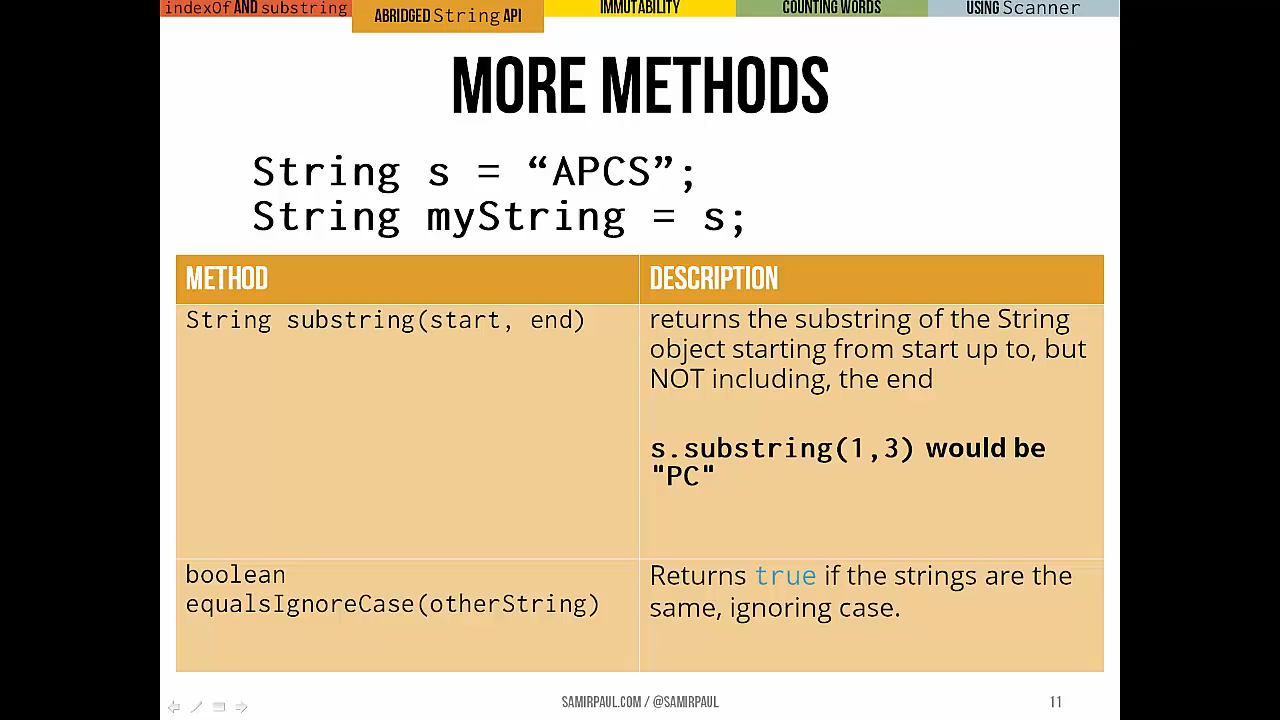 indexOf AND substring
ABRIDGED String API
IMMUTABILITY
COUNTING WORDS
USING Scanner
MORE METHODS
String s = “APCS”;
String myString = s;
METHOD
DESCRIPTION
String substring(start, end)
returns the substring of the String
object starting from start up to, but
NOT including, the end
s.substring(1,3) would be
"PC"
boolean
equalsIgnoreCase(otherString)
Returns true if the strings are the
same, ignoring case.
SAMIRPAUL.COM / @SAMIRPAUL
11